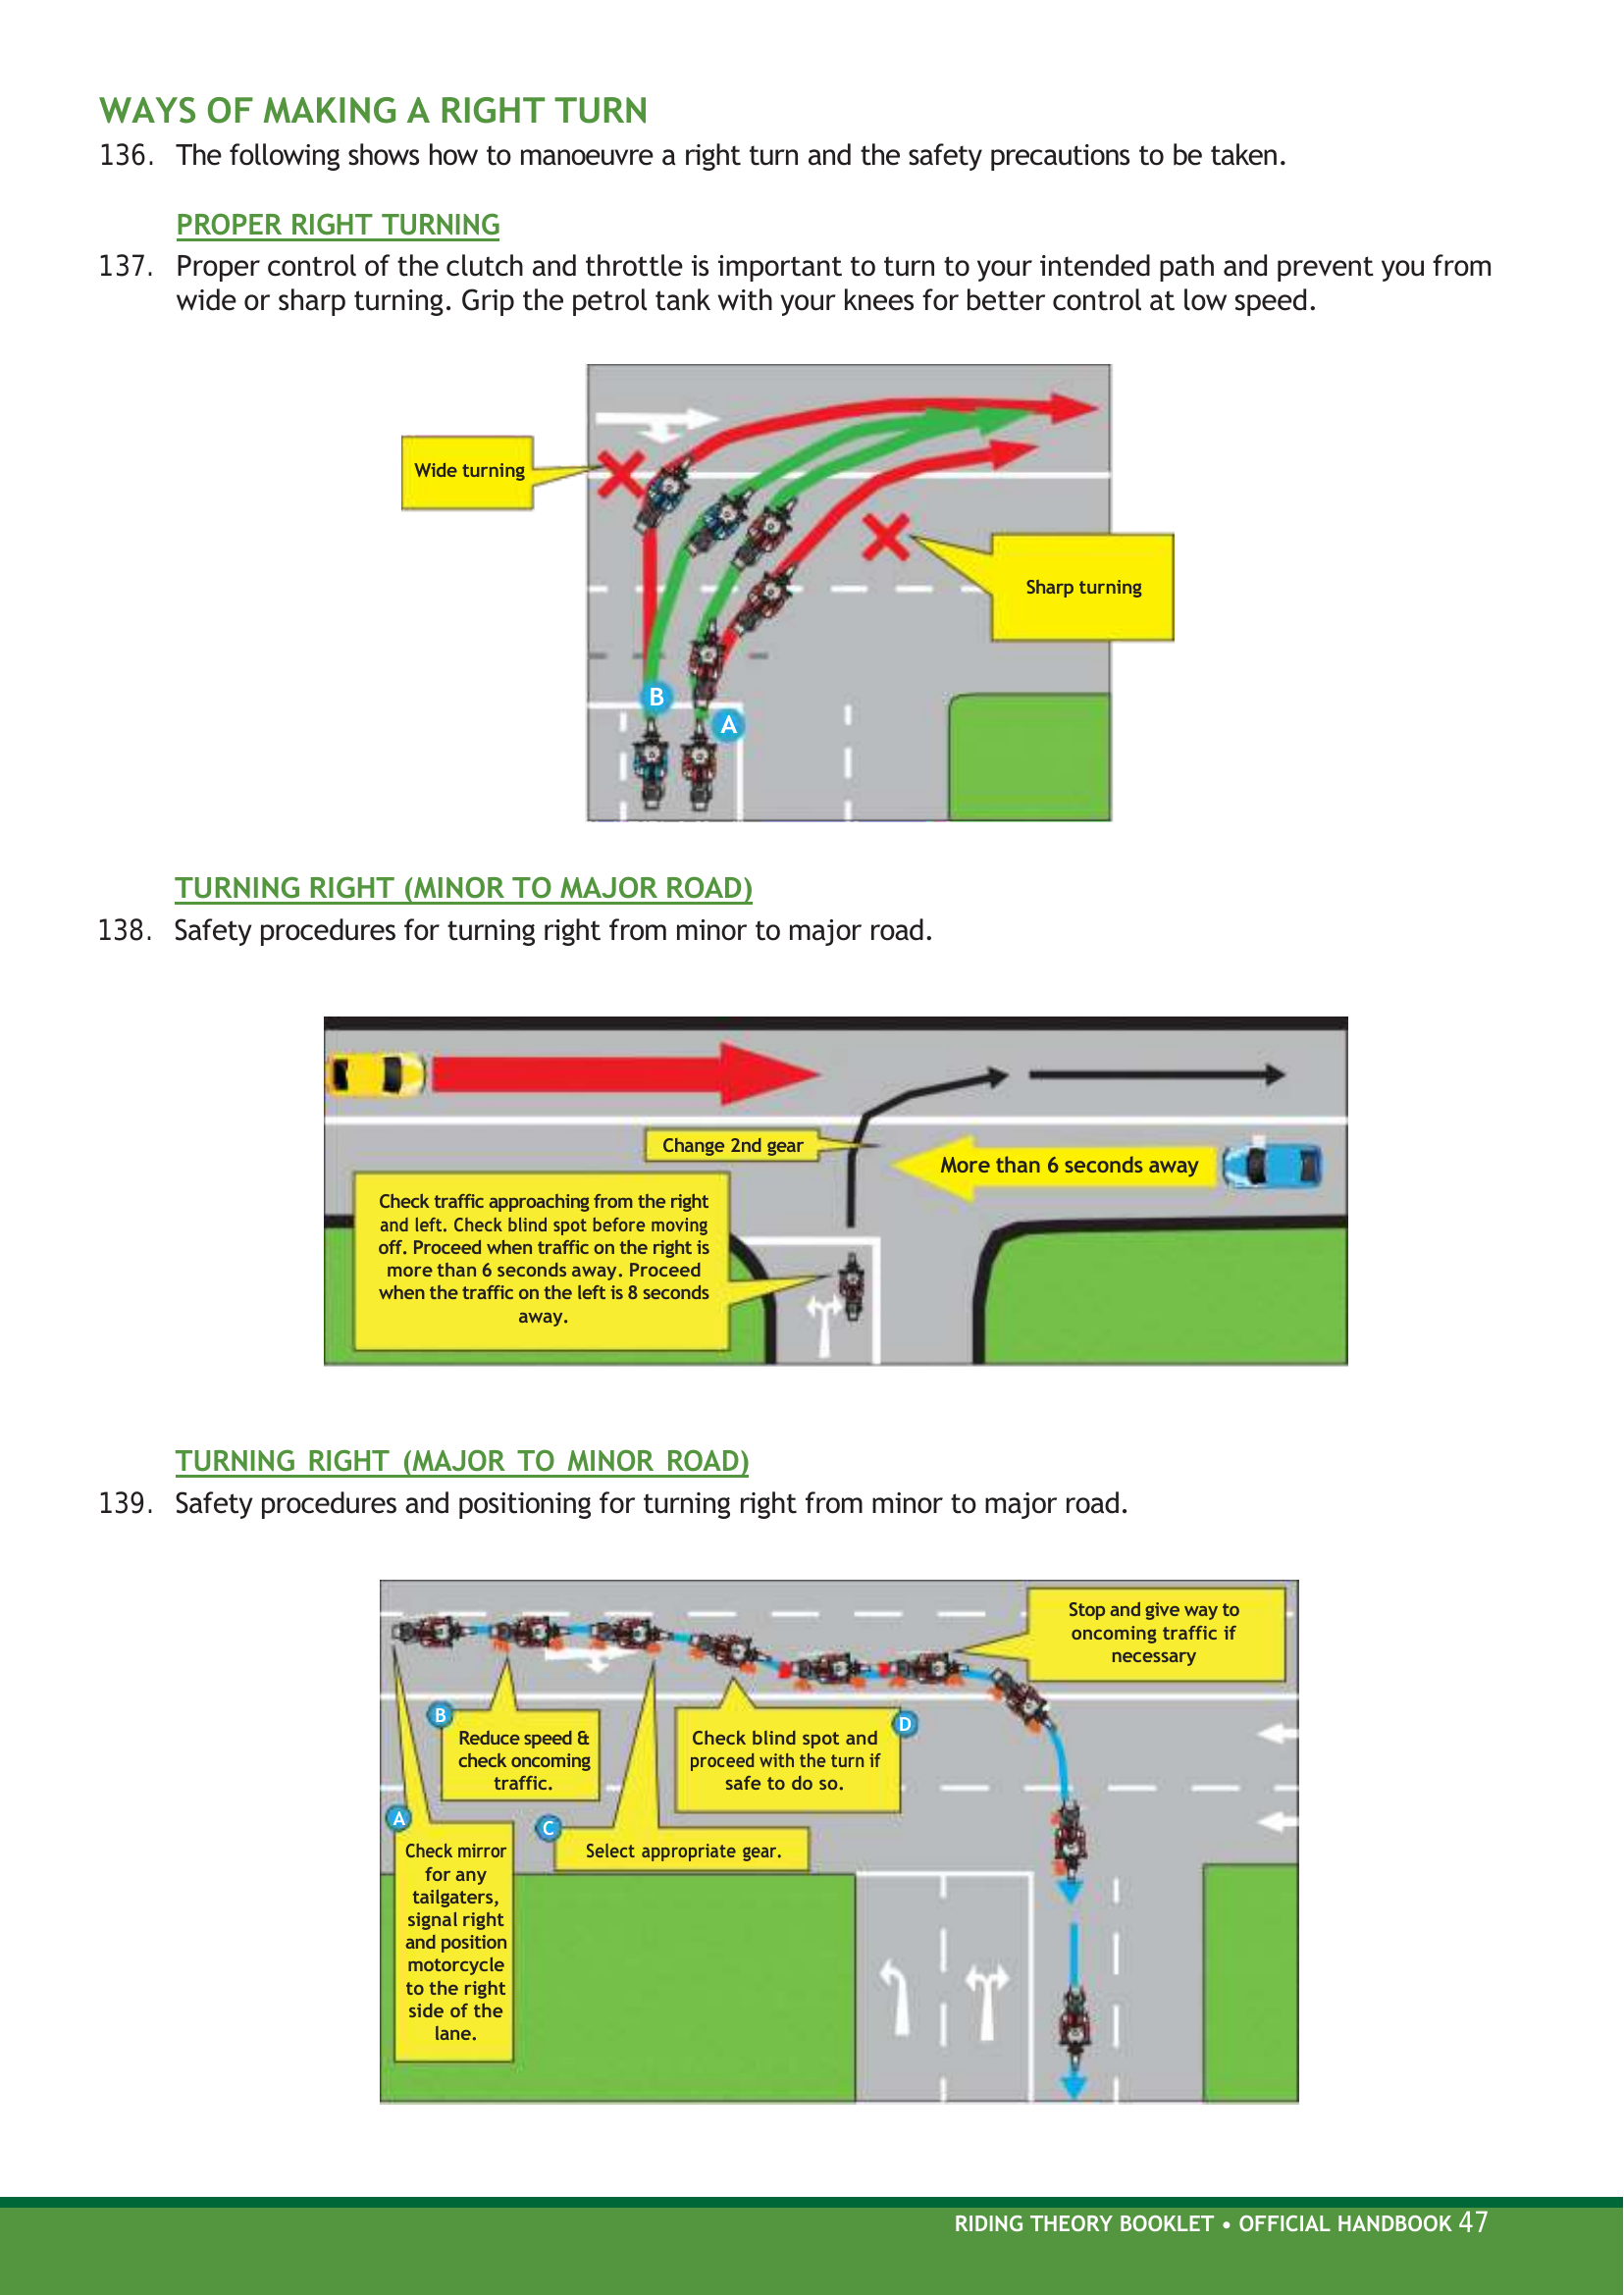 WAYS OF MAKING A RIGHT TURN
136. The following shows how to manoeuvre a right turn and the safety precautions to be taken.
PROPER RIGHT TURNING
137. Proper control of the clutch and throttle is important to turn to your intended path and prevent you from
wide or sharp turning. Grip the petrol tank with your knees for better control at low speed.
Wide turning
Sharp turning
B
A
TURNING RIGHT (MINOR TO MAJOR ROAD)
138. Safety procedures for turning right from minor to major road.
Change 2nd gear
More than 6 seconds away
Check traffic approaching from the right
and left. Check blind spot before moving
off. Proceed when traffic on the right is
more than 6 seconds away. Proceed
when the traffic on the left is 8 seconds
away.
TURNING RIGHT (MAJOR TO MINOR ROAD)
139. Safety procedures and positioning for turning right from minor to major road.
Stop and give way to
oncoming traffic if
necessary
B
Reduce speed &
check oncoming
traffic.
D
Check blind spot and
proceed with the turn if
safe to do so.
A
Check mirror
for any
tailgaters,
signal right
and position
motorcycle
to the right
side of the
lane.
C
Select appropriate gear.
RIDING THEORY BOOKLET • OFFICIAL HANDBOOK 47